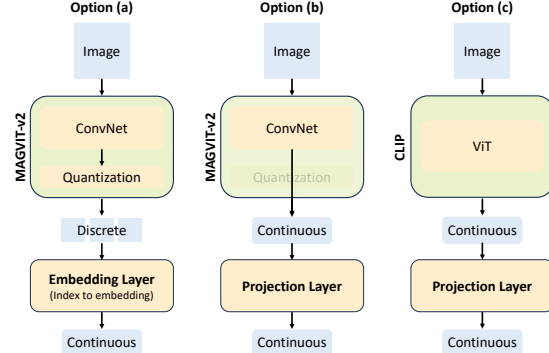 Option (a)
Image
MAGVIT-v2
ConvNet
Quantization
Discrete
Embedding Layer
(Index to embedding)
Continuous
Option (b)
Image
MAGVIT-v2
ConvNet
Quantization
Continuous
Projection Layer
Continuous
Option (c)
Image
CLIP
ViT
Continuous
Projection Layer
Continuous